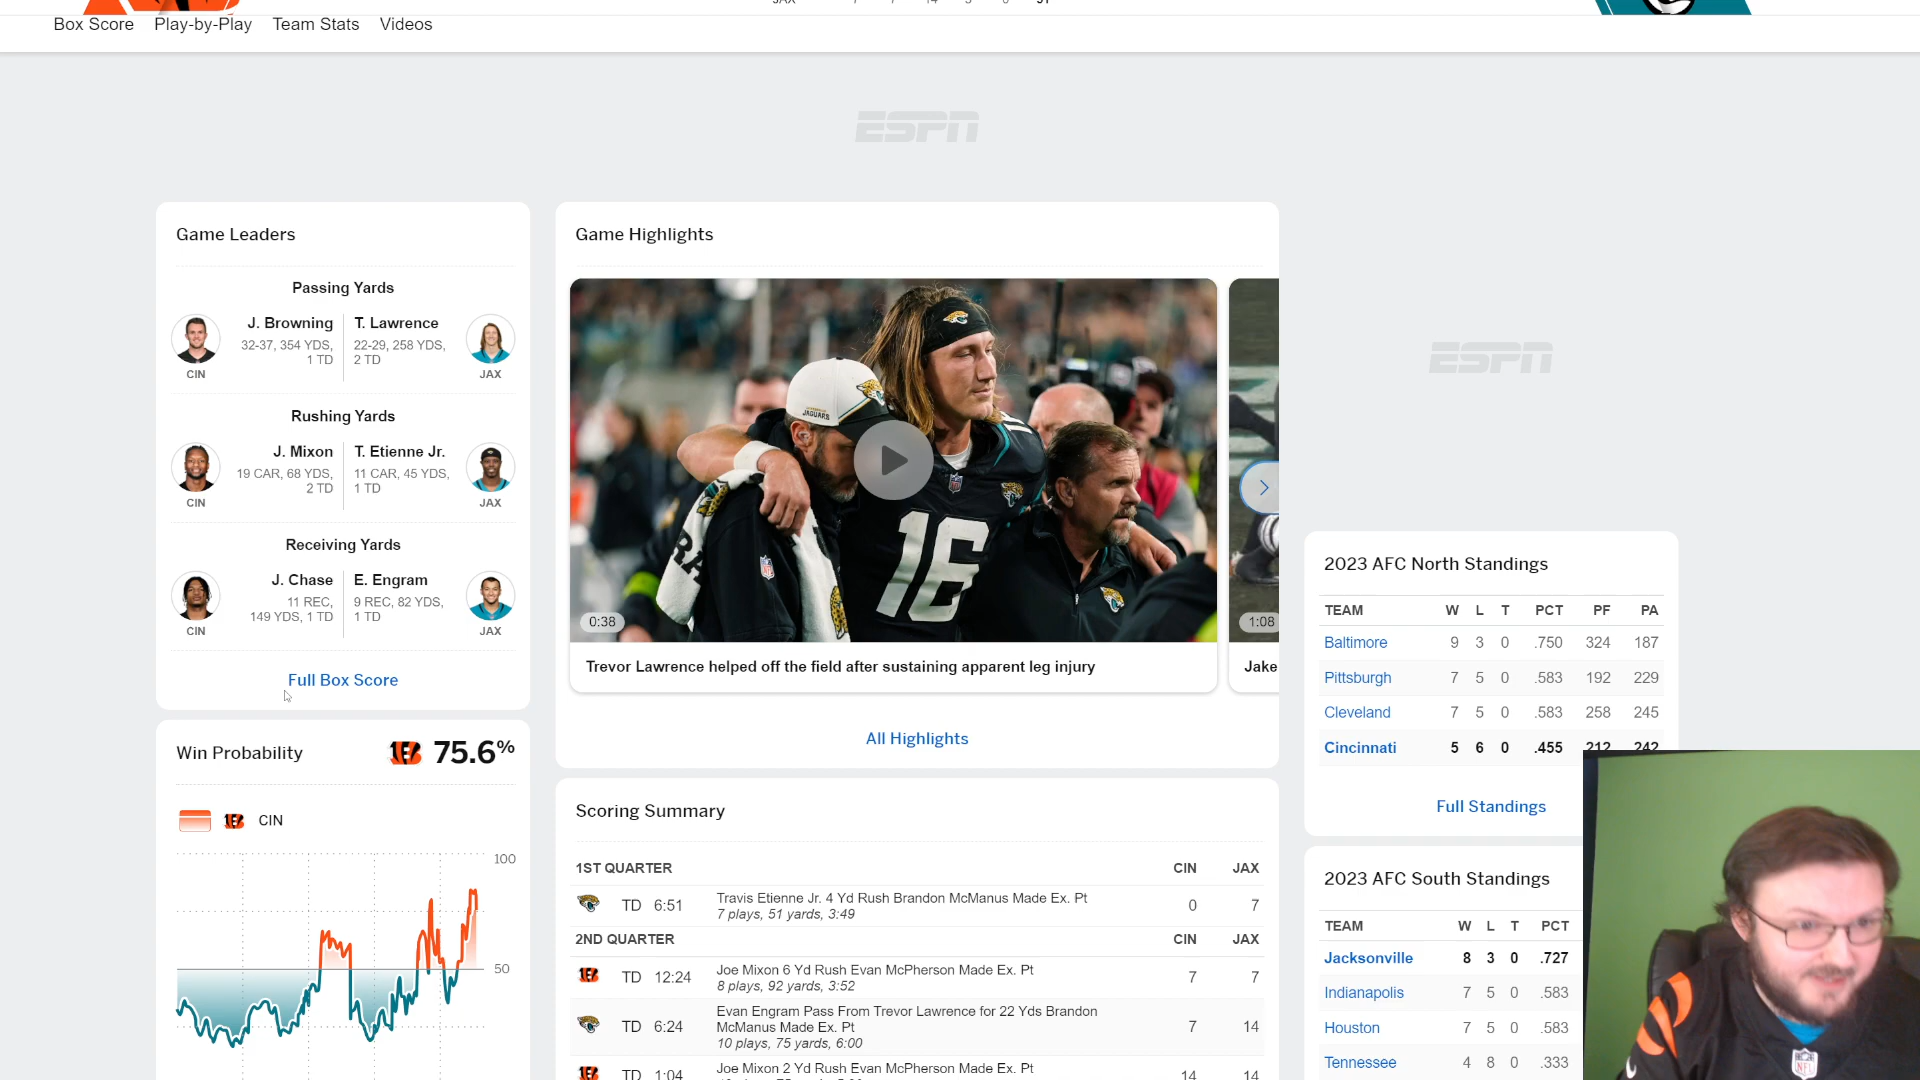 JAX 7 7 14 3 0 31
Box Score Play-by-Play Team Stats Videos
ESPN
Game Leaders
Passing Yards
J. Browning
32-37, 354 YDS,
1 TD
CIN
T. Lawrence
22-29, 258 YDS,
2 TD
JAX
Rushing Yards
J. Mixon
19 CAR, 68 YDS,
2 TD
CIN
T. Etienne Jr.
11 CAR, 45 YDS,
1 TD
JAX
Receiving Yards
J. Chase
11 REC,
149 YDS, 1 TD
CIN
E. Engram
9 REC, 82 YDS,
1 TD
JAX
Full Box Score
Win Probability 75.6%
CIN
100
50
Game Highlights
JAGUARS
16
0:38
1:08
Trevor Lawrence helped off the field after sustaining apparent leg injury
Jake
All Highlights
Scoring Summary
1ST QUARTER CIN JAX
TD 6:51 Travis Etienne Jr. 4 Yd Rush Brandon McManus Made Ex. Pt 0 7
7 plays, 51 yards, 3:49
2ND QUARTER CIN JAX
TD 12:24 Joe Mixon 6 Yd Rush Evan McPherson Made Ex. Pt 7 7
8 plays, 92 yards, 3:52
TD 6:24 Evan Engram Pass From Trevor Lawrence for 22 Yds Brandon
McManus Made Ex. Pt 7 14
10 plays, 75 yards, 6:00
TD 1:04 Joe Mixon 2 Yd Rush Evan McPherson Made Ex. Pt 14 14
ESPN
2023 AFC North Standings
TEAM W L T PCT PF PA
Baltimore 9 3 0 .750 324 187
Pittsburgh 7 5 0 .583 192 229
Cleveland 7 5 0 .583 258 245
Cincinnati 5 6 0 .455 212 242
Full Standings
2023 AFC South Standings
TEAM W L T PCT
Jacksonville 8 3 0 .727
Indianapolis 7 5 0 .583
Houston 7 5 0 .583
Tennessee 4 8 0 .333
NFL